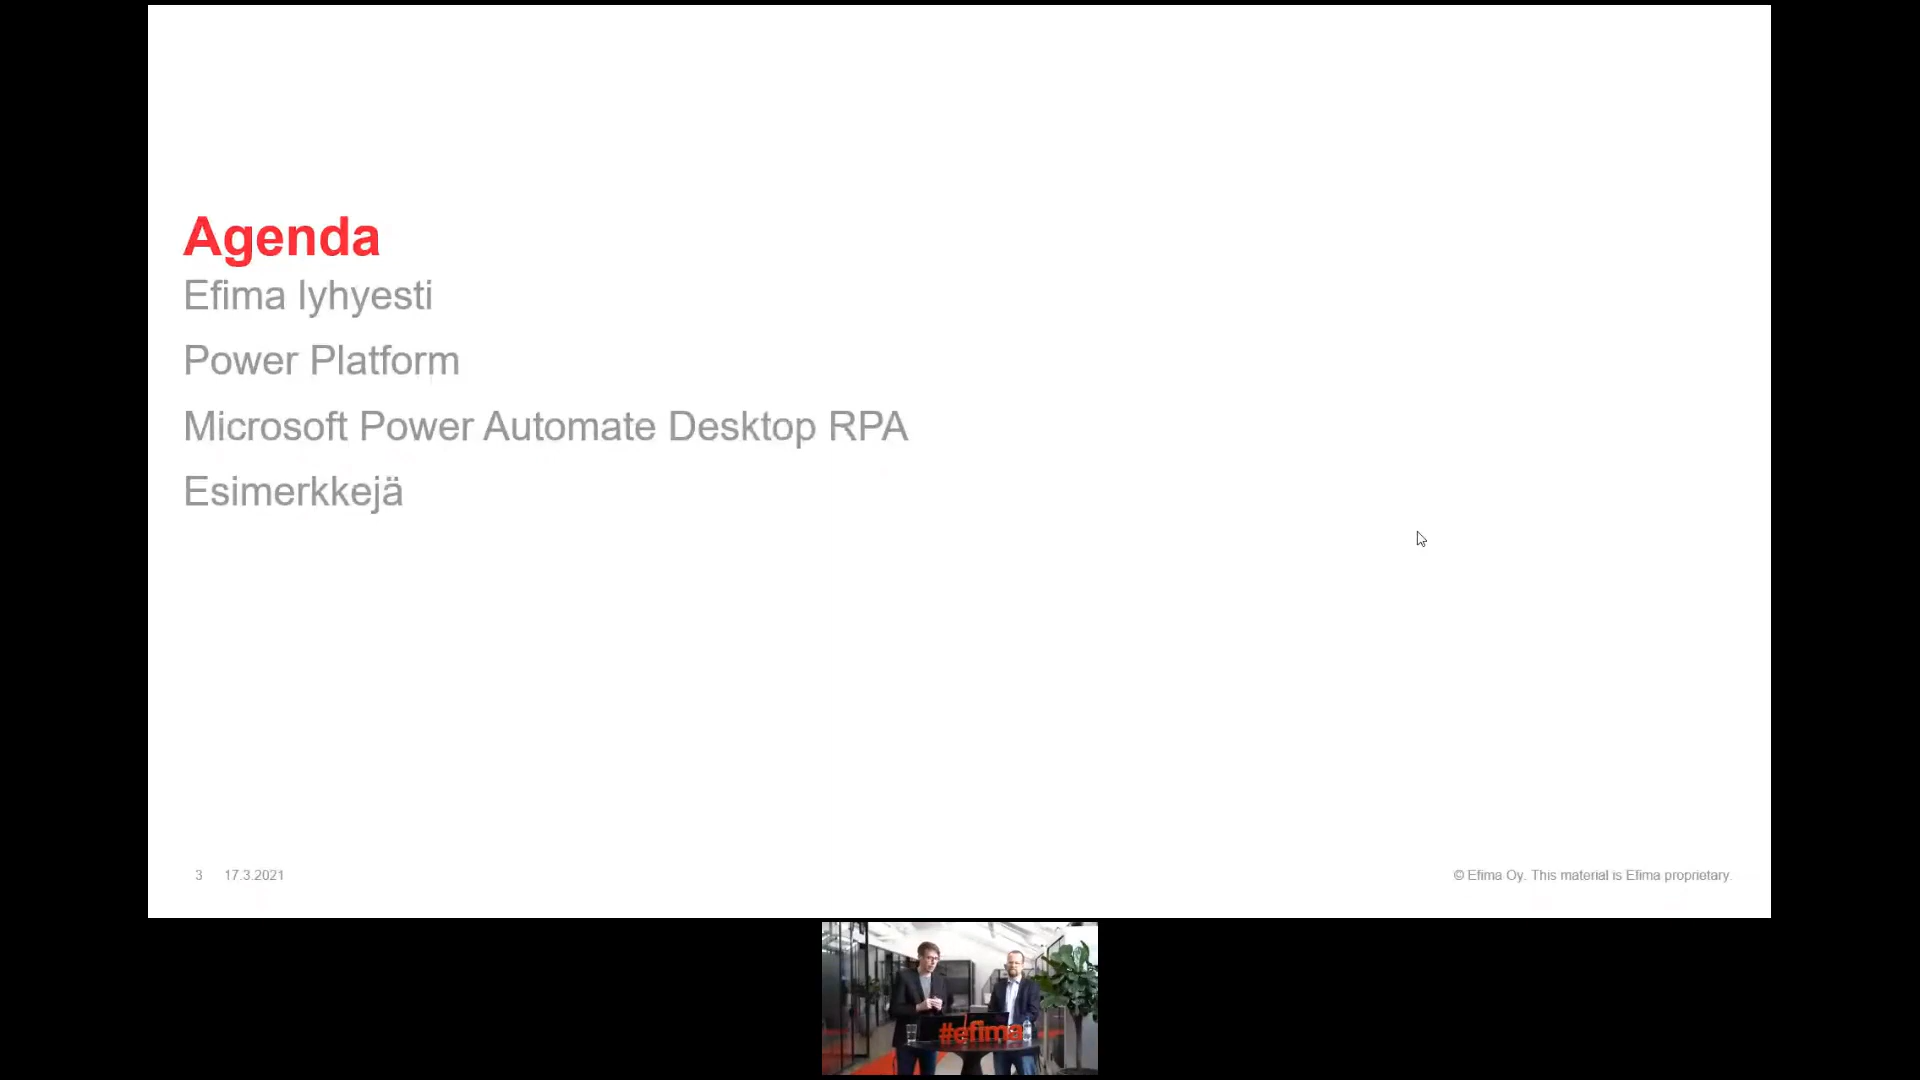 Agenda
Efima lyhyesti
Power Platform
Microsoft Power Automate Desktop RPA
Esimerkkejä
3 17.3.2021
© Efima Oy. This material is Efima proprietary.
#efima